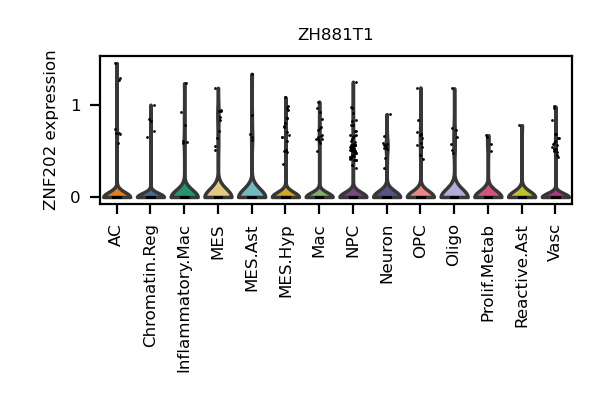 ZH881T1
ZNF202 expression
1
0
AC
Chromatin.Reg
Inflammatory.Mac
MES
MES.Ast
MES.Hyp
Mac
NPC
Neuron
OPC
Oligo
Prolif.Metab
Reactive.Ast
Vasc